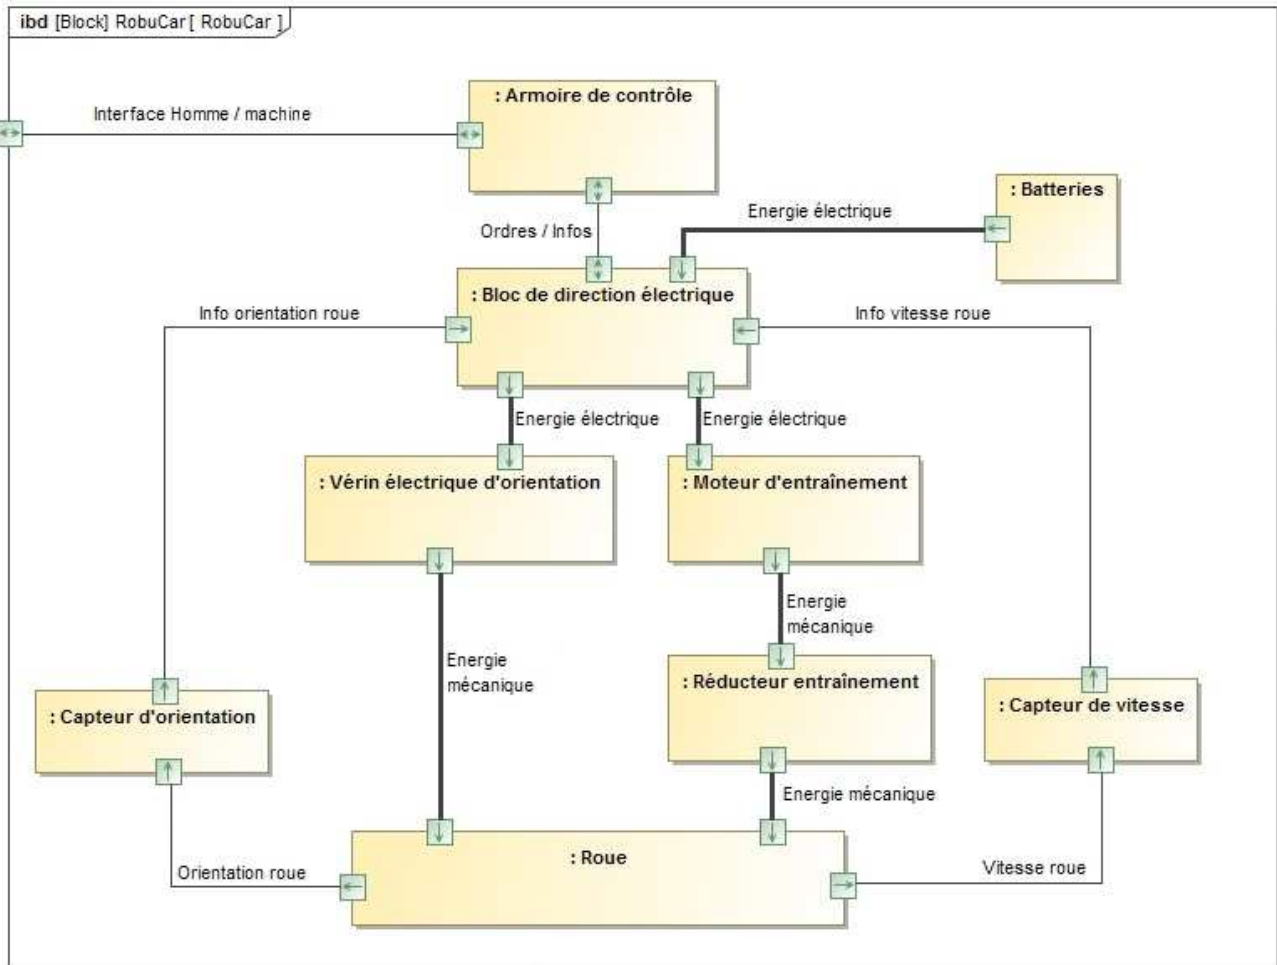 ibd [Block] RobuCar [ RobuCar ]
: Armoire de contrôle
Interface Homme / machine
: Batteries
Energie électrique
Ordres / Infos
: Bloc de direction électrique
Info orientation roue
Info vitesse roue
Energie électrique
Energie électrique
: Vérin électrique d'orientation
: Moteur d'entraînement
Energie
mécanique
Energie
mécanique
: Réducteur entraînement
: Capteur d'orientation
: Capteur de vitesse
Energie mécanique
: Roue
Orientation roue
Vitesse roue